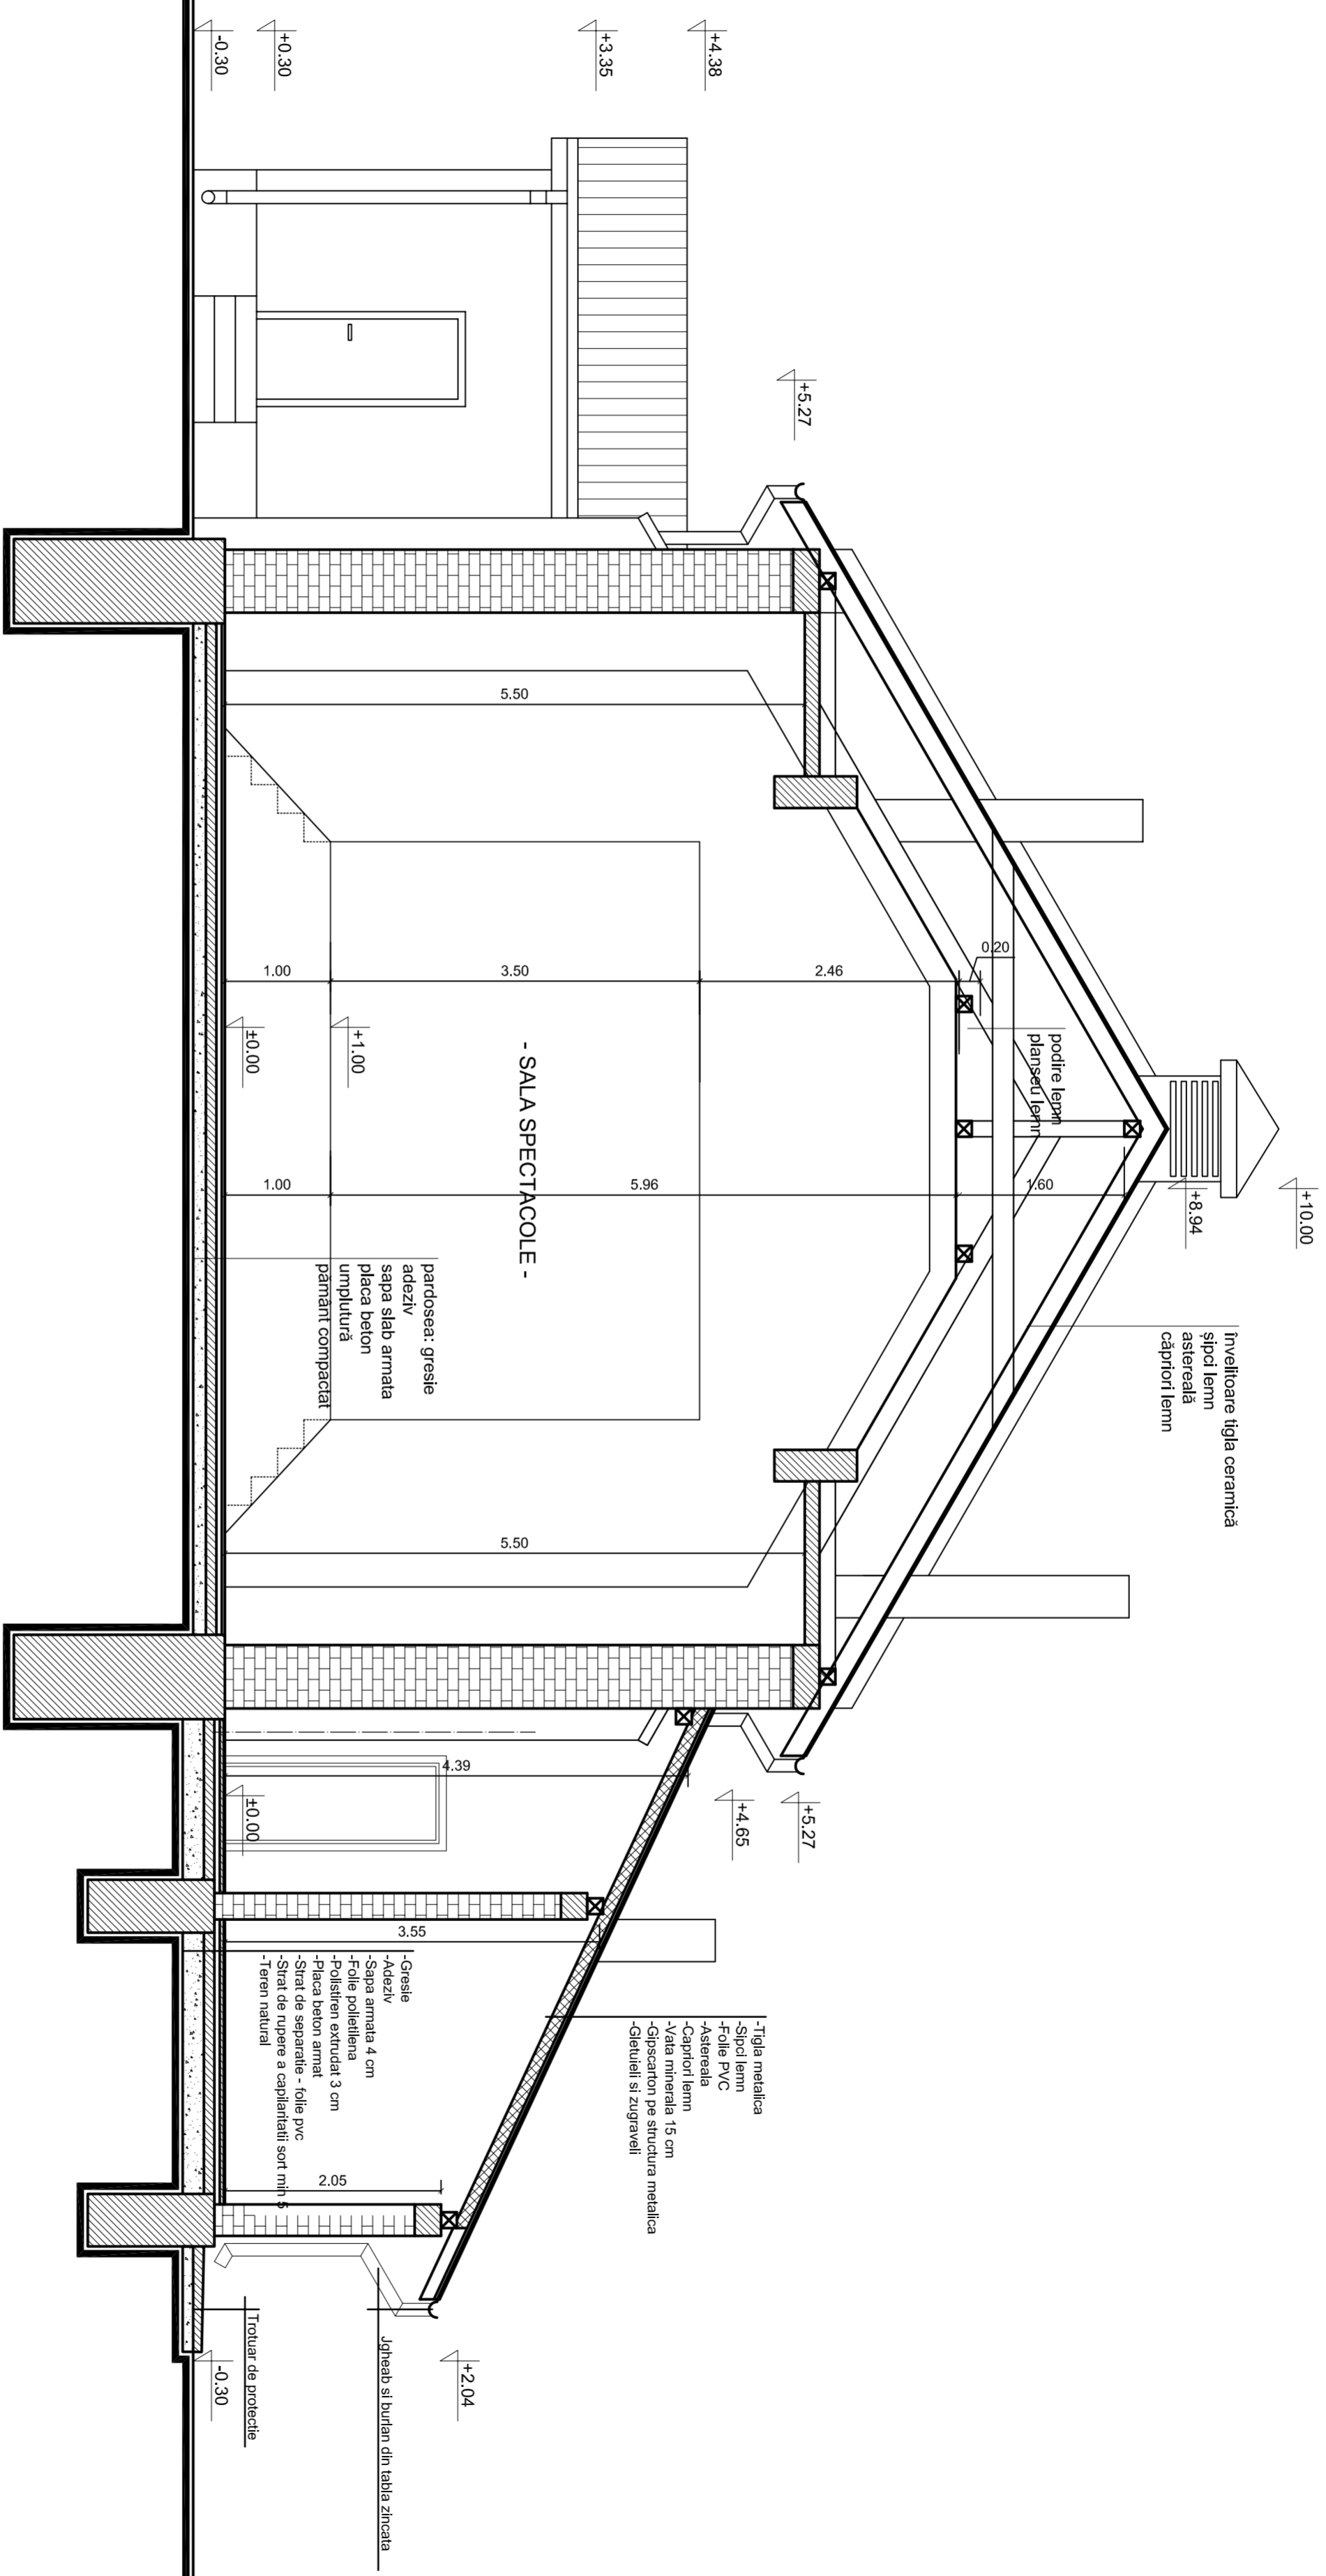 +10.00
+8.94
învelitoare tigla ceramică
șipci lemn
astereală
căpriori lemn
podire lemn
planseu lemn
0.20
1.60
+5.27
+5.27
+4.65
+4.38
+3.35
+0.30
-0.30
5.50
1.00
3.50
2.46
±0.00
+1.00
- SALA SPECTACOLE -
1.00
5.96
pardosea: gresie
adeziv
sapa slab armata
placa beton
umplutură
pământ compactat
5.50
4.39
±0.00
3.55
-Tigla metalica
-Sipci lemn
-Folie PVC
-Astereala
-Capriori lemn
-Vata minerala 15 cm
-Gipscarton pe structura metalica
-Gletuieli si zugraveli
-Gresie
-Adeziv
-Sapa armata 4 cm
-Folie polietilena
-Polistiren extrudat 3 cm
-Placa beton armat
-Strat de separatie - folie pvc
-Strat de rupere a capilaritatii sort min 5
-Teren natural
2.05
+2.04
Jgheab si burlan din tabla zincata
Trotuar de protectie
-0.30